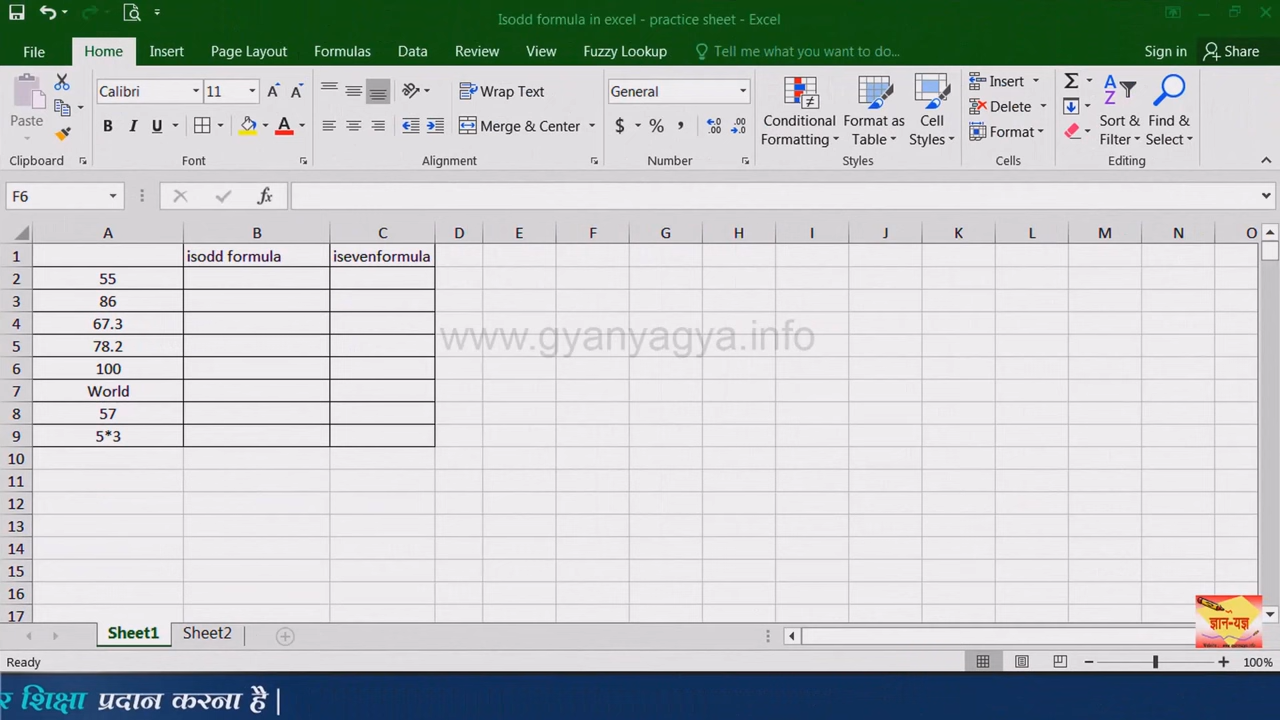 Isodd formula in excel - practice sheet - Excel
File Home Insert Page Layout Formulas Data Review View Fuzzy Lookup Tell me what you want to do... Sign in Share
Paste
Calibri 11
Wrap Text
General
Conditional Formatting
Format as Table
Cell Styles
Insert
Delete
Format
Sort & Filter
Find & Select
B I U A
Merge & Center
$ % ,
Clipboard Font Alignment Number Styles Cells Editing
F6 fx
A B C D E F G H I J K L M N O
1 isodd formula isevenformula
2 55
3 86
4 67.3
5 78.2
6 100
7 World
8 57
9 5*3
10
11
12
13
14
15
16
17
www.gyanyagya.info
ज्ञान-यज्ञ
Sheet1 Sheet2
Ready 100%
र शिक्षा प्रदान करना है |